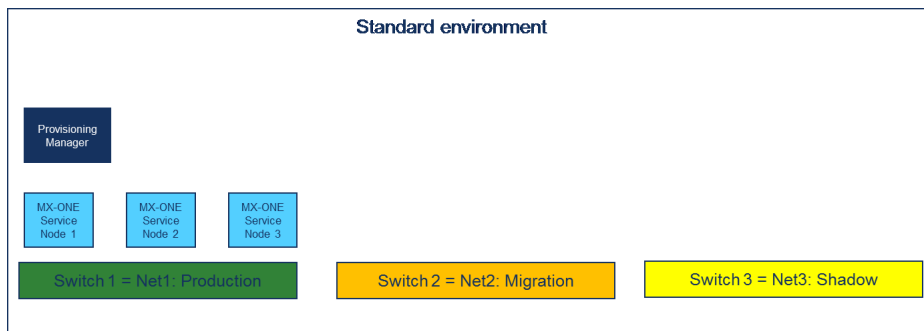 Standard environment
Provisioning
Manager
MX-ONE
Service
Node 1
MX-ONE
Service
Node 2
MX-ONE
Service
Node 3
Switch 1 = Net1: Production
Switch 2 = Net2: Migration
Switch 3 = Net3: Shadow